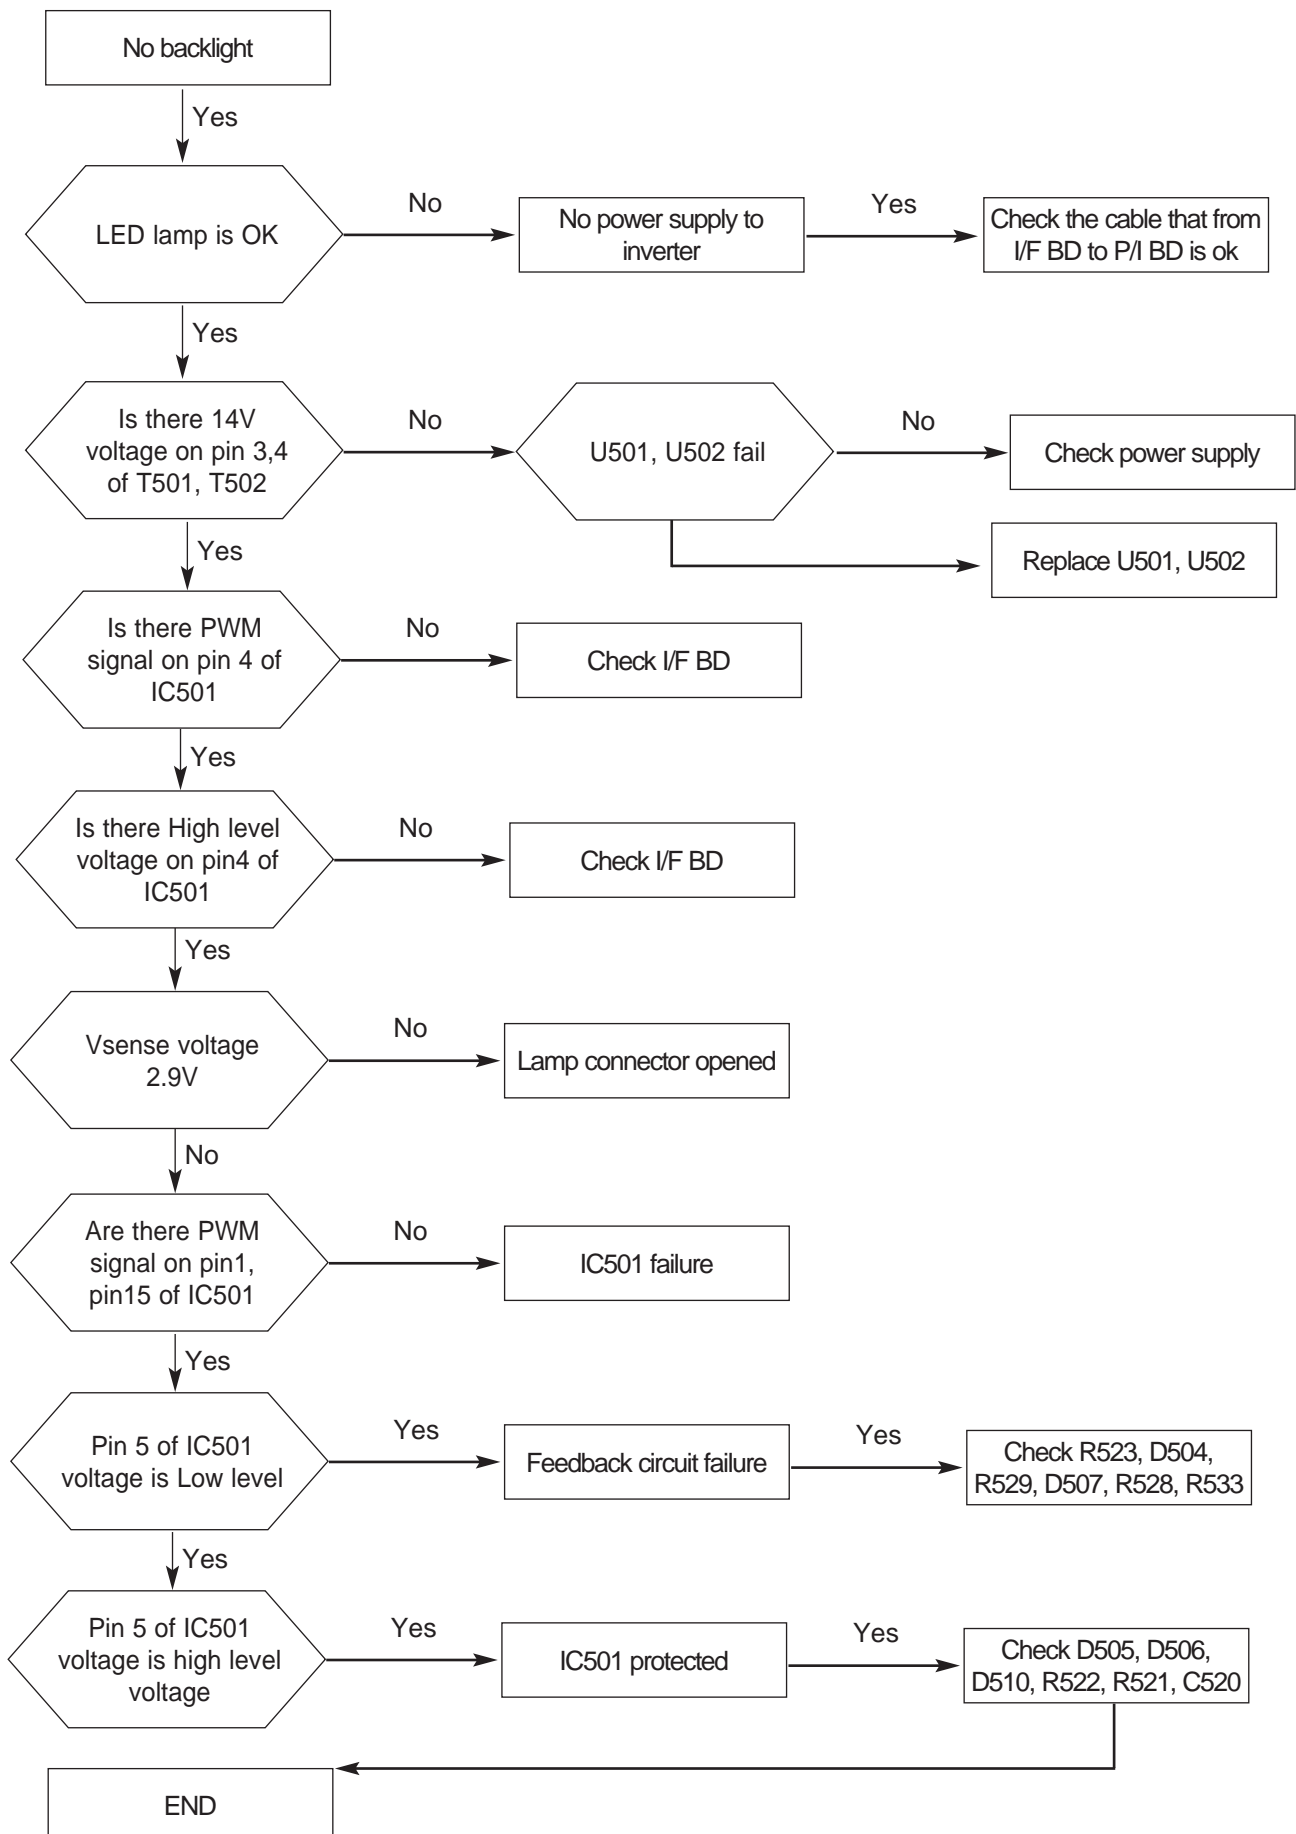 No backlight
Yes
LED lamp is OK
No
No power supply to
inverter
Yes
Check the cable that from
I/F BD to P/I BD is ok
Yes
Is there 14V
voltage on pin 3,4
of T501, T502
No
U501, U502 fail
No
Check power supply
Replace U501, U502
Yes
Is there PWM
signal on pin 4 of
IC501
No
Check I/F BD
Yes
Is there High level
voltage on pin4 of
IC501
No
Check I/F BD
Yes
Vsense voltage
2.9V
No
Lamp connector opened
No
Are there PWM
signal on pin1,
pin15 of IC501
No
IC501 failure
Yes
Pin 5 of IC501
voltage is Low level
Yes
Feedback circuit failure
Yes
Check R523, D504,
R529, D507, R528, R533
Yes
Pin 5 of IC501
voltage is high level
voltage
Yes
IC501 protected
Yes
Check D505, D506,
D510, R522, R521, C520
END